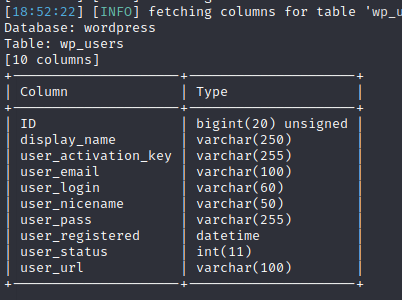 [18:52:22] [INFO] fetching columns for table 'wp_u
Database: wordpress
Table: wp_users
[10 columns]
+---------------------+---------------------+
| Column              | Type                |
+---------------------+---------------------+
| ID                  | bigint(20) unsigned |
| display_name        | varchar(250)        |
| user_activation_key | varchar(255)        |
| user_email          | varchar(100)        |
| user_login          | varchar(60)         |
| user_nicename       | varchar(50)         |
| user_pass           | varchar(255)        |
| user_registered     | datetime            |
| user_status         | int(11)             |
| user_url            | varchar(100)        |
+---------------------+---------------------+